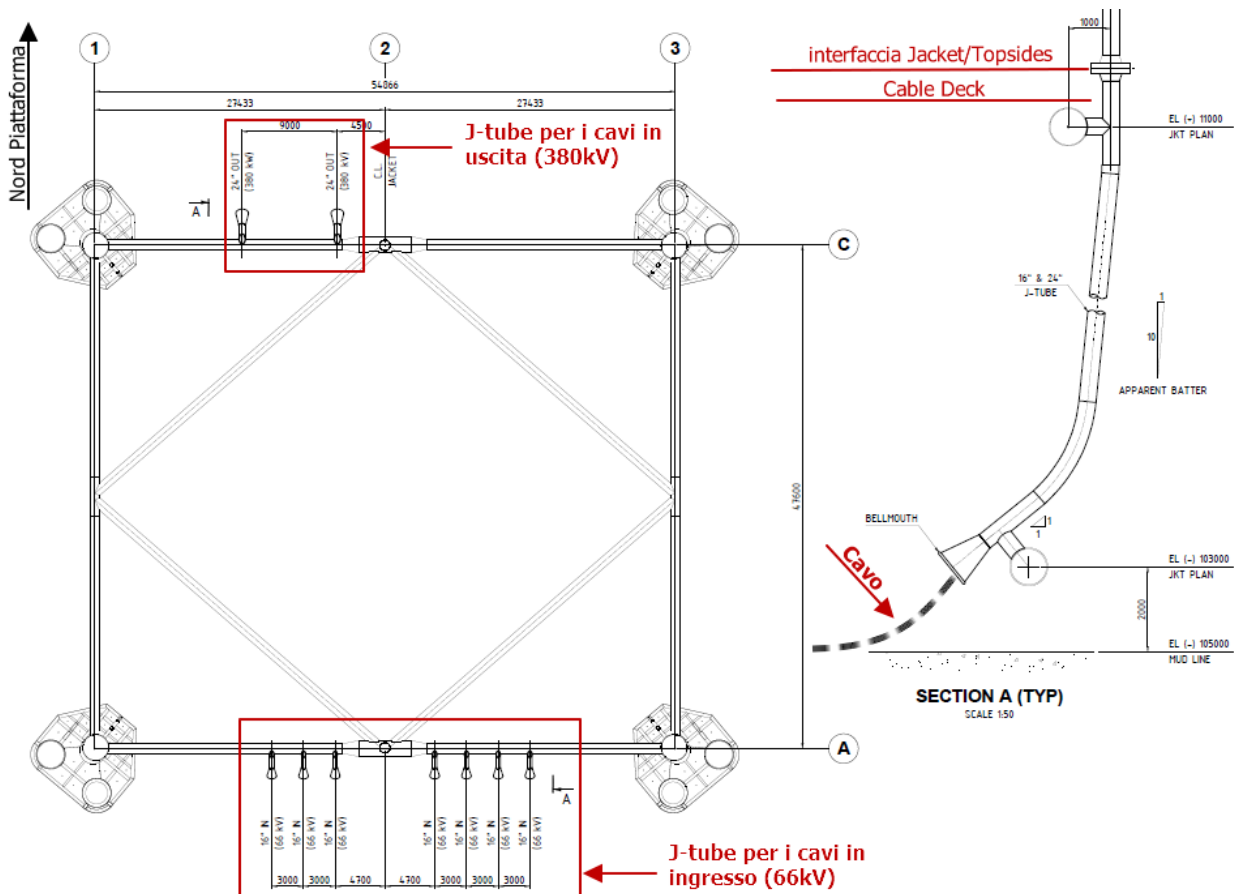 Nord Piattaforma
1
2
3
54866
27433
27433
9000
4500
J-tube per i cavi in
uscita (380kV)
24" OUT
(380 kW)
24" OUT
(380 kV)
C.L.
JACKET
A
C
47600
A
A
16" IN
(66 kV)
16" IN
(66 kV)
16" IN
(66 kV)
16" IN
(66 kV)
16" IN
(66 kV)
16" IN
(66 kV)
16" IN
(66 kV)
3000
3000
4700
4700
3000
3000
3000
J-tube per i cavi in
ingresso (66kV)
1000
interfaccia Jacket/Topsides
Cable Deck
EL (+) 11000
JKT PLAN
16" & 24"
J-TUBE
1
10
APPARENT BATTER
BELLMOUTH
1
1
Cavo
EL (-) 103000
JKT PLAN
2000
EL (-) 105000
MUD LINE
SECTION A (TYP)
SCALE 1:50